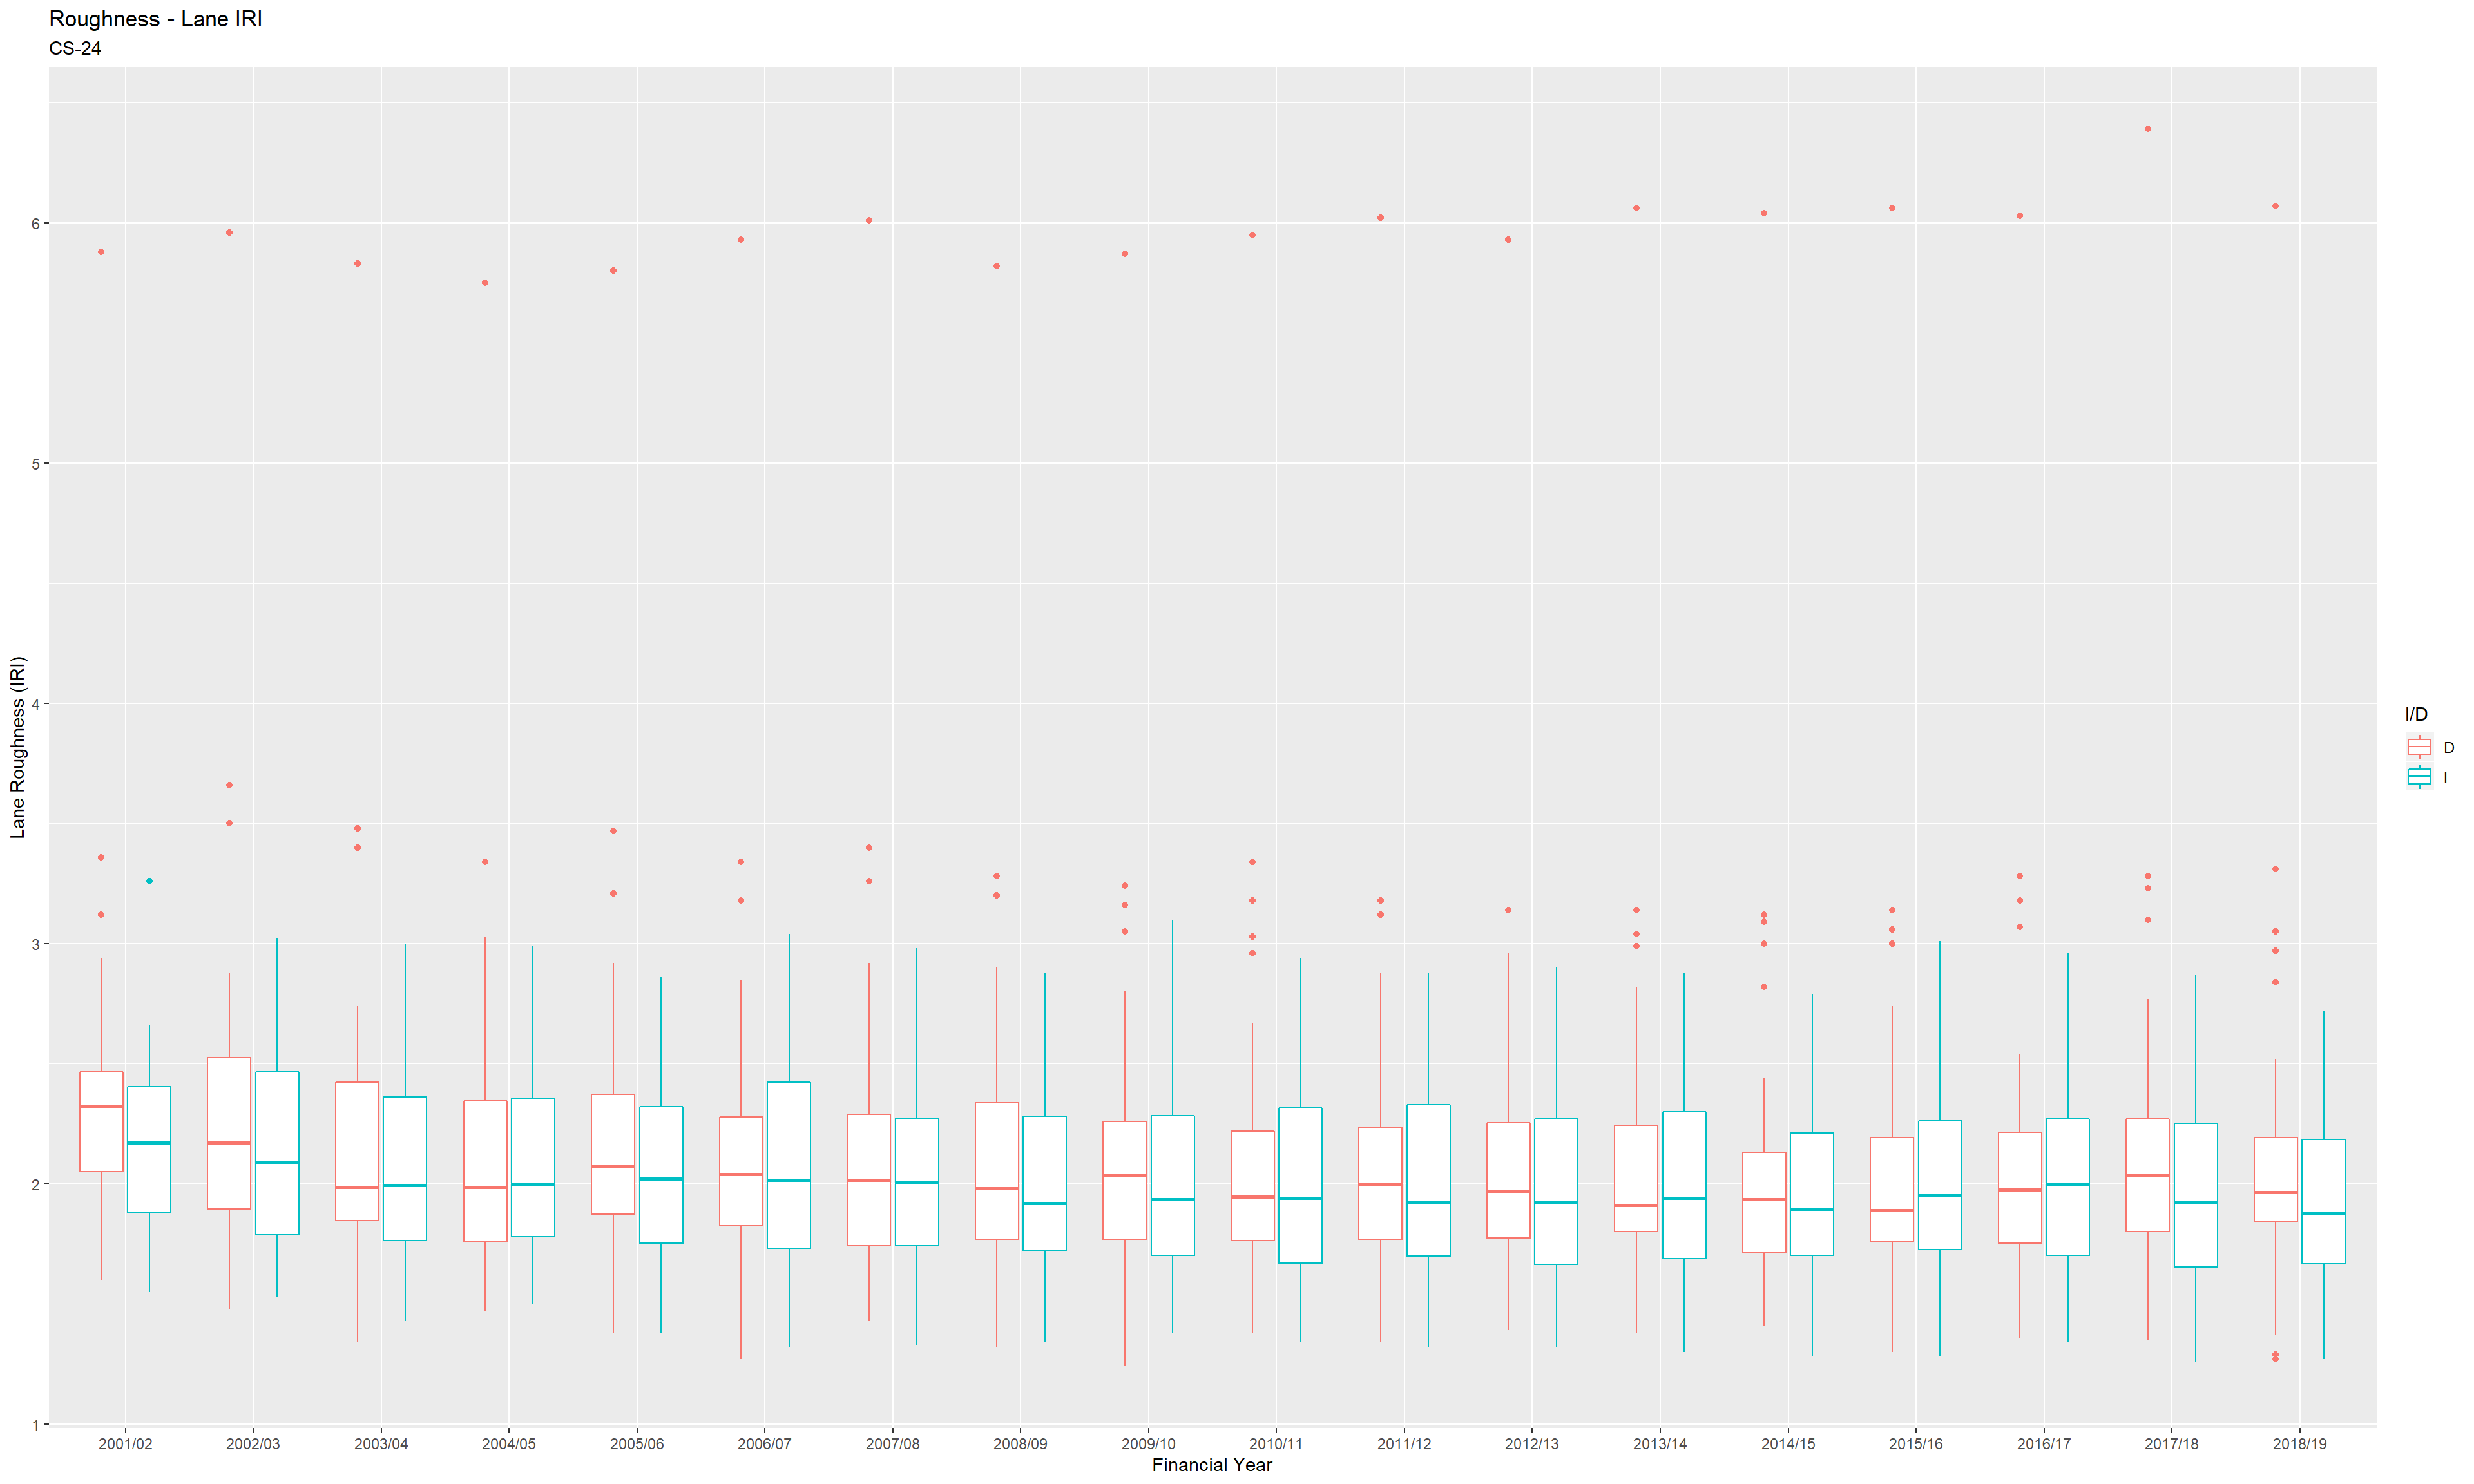 Roughness - Lane IRI
CS-24
Lane Roughness (IRI)
6
5
4
3
2
1
2001/02 2002/03 2003/04 2004/05 2005/06 2006/07 2007/08 2008/09 2009/10 2010/11 2011/12 2012/13 2013/14 2014/15 2015/16 2016/17 2017/18 2018/19
Financial Year
I/D
D
I